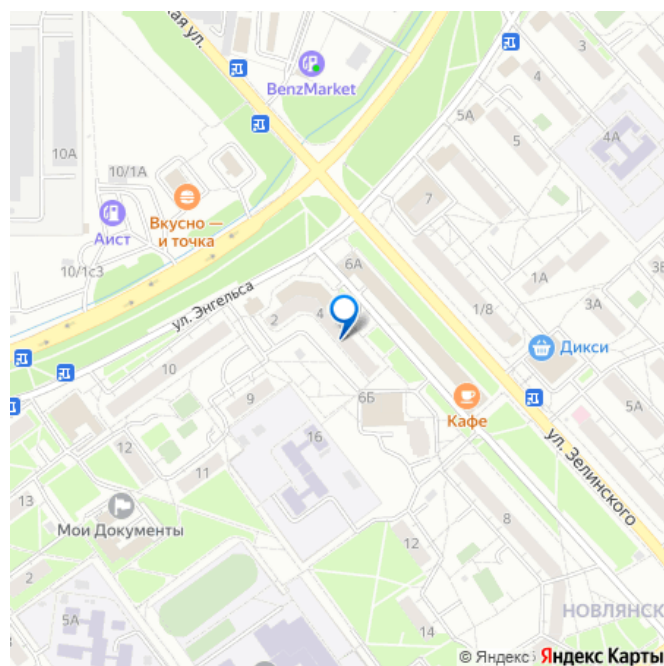 кая ул.
BenzMarket
3
4
5А
5
4А
10А
10/1А
7
Вкусно —
и точка
Аист
10/1с3
6А
1А
3В
ул. Энгельса
3А
1/8
2
4
Дикси
10
9
6Б
Кафе
5А
ул. Зелинского
12
16
11
13
Мои Документы
8
12
2
5А
14
НОВЛЯНСК
© Яндекс
Яндекс Карты